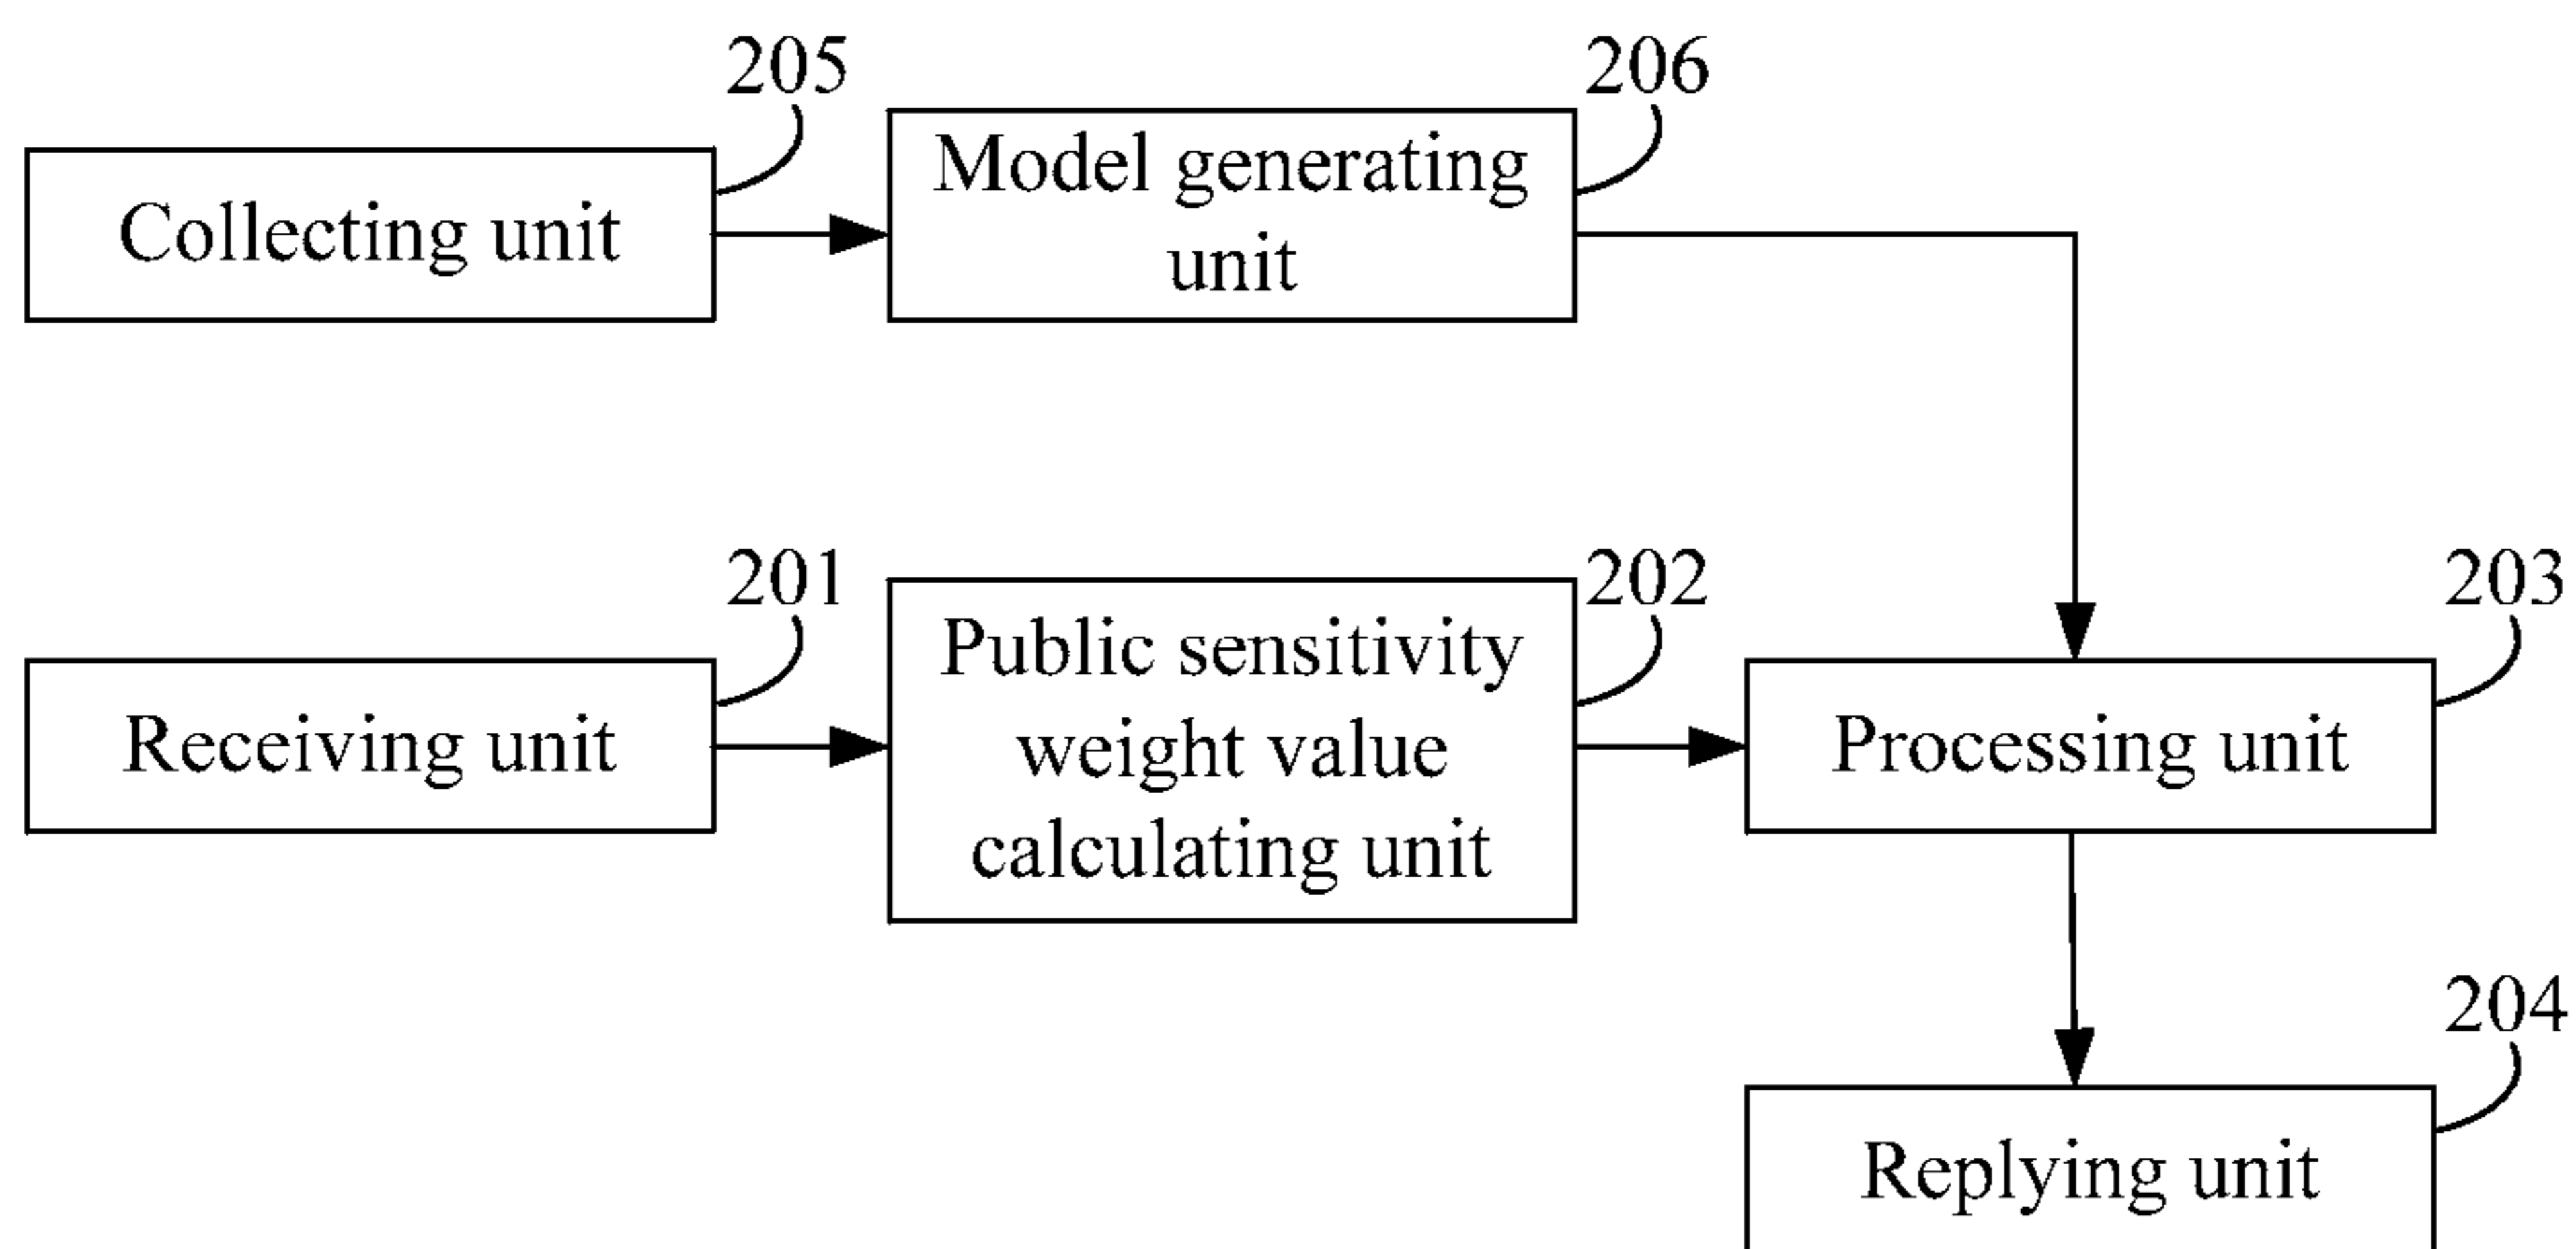 205
206
Collecting unit
Model generating
unit
201
202
203
Receiving unit
Public sensitivity
weight value
calculating unit
Processing unit
204
Replying unit